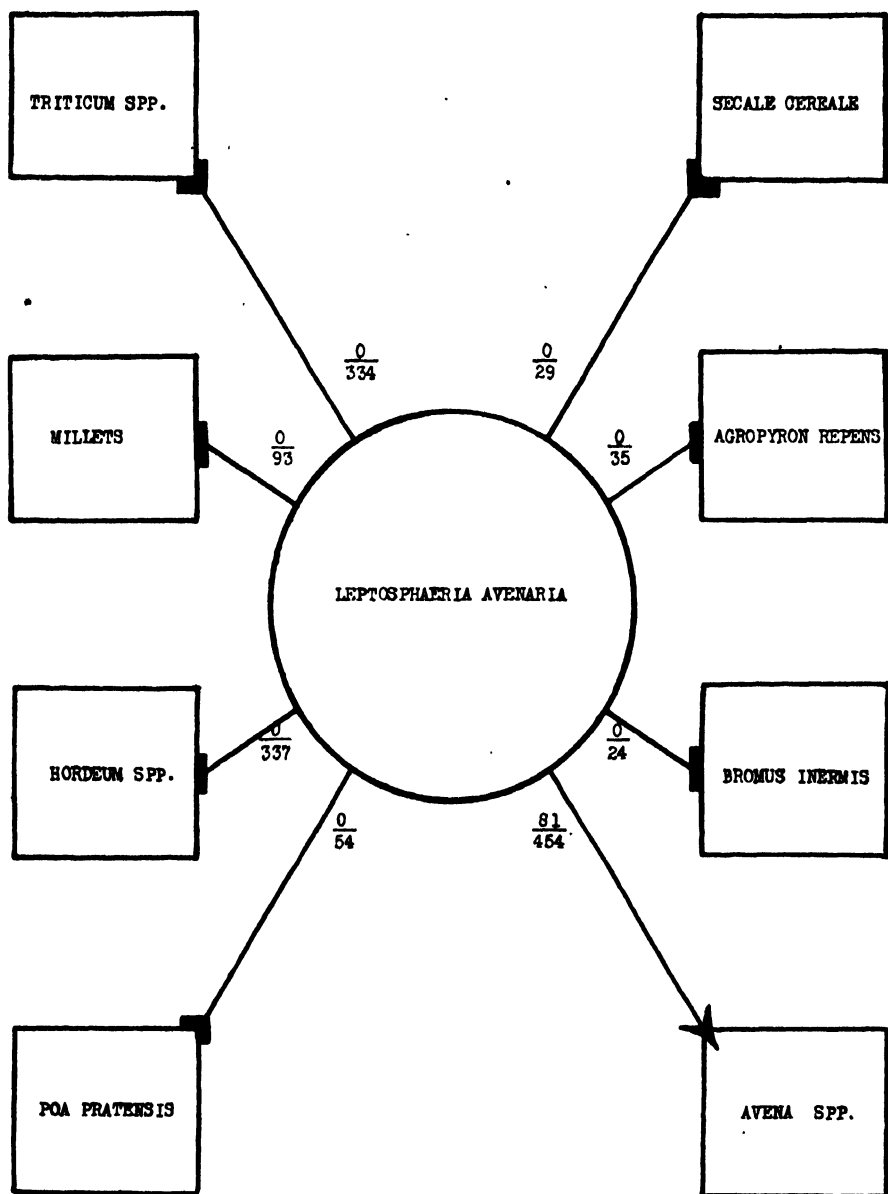 TRITICUM SPP.
SECALE CEREALE
0
334
0
29
MILLETS
0
93
0
35
AGROPYRON REPENS
LEPTOSPHAERIA AVENARIA
HORDEUM SPP.
0
337
0
24
BROMUS INERMIS
0
54
81
454
POA PRATENSIS
AVENA SPP.